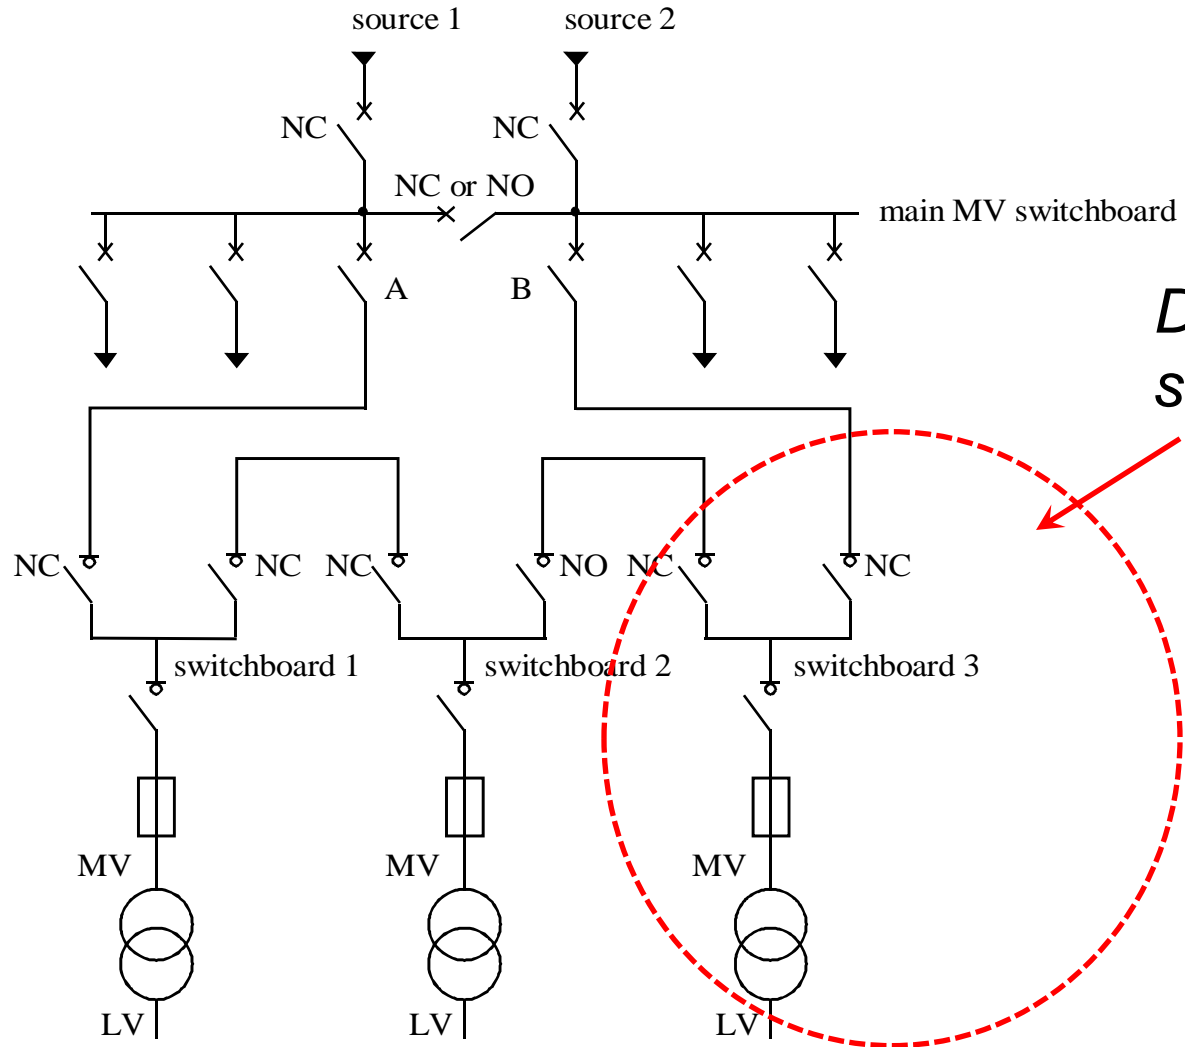 source 1
source 2
NC
NC
NC or NO
main MV switchboard
A
B
NC
NC
NC
NO
NC
NC
switchboard 1
switchboard 2
switchboard 3
MV
MV
MV
LV
LV
LV